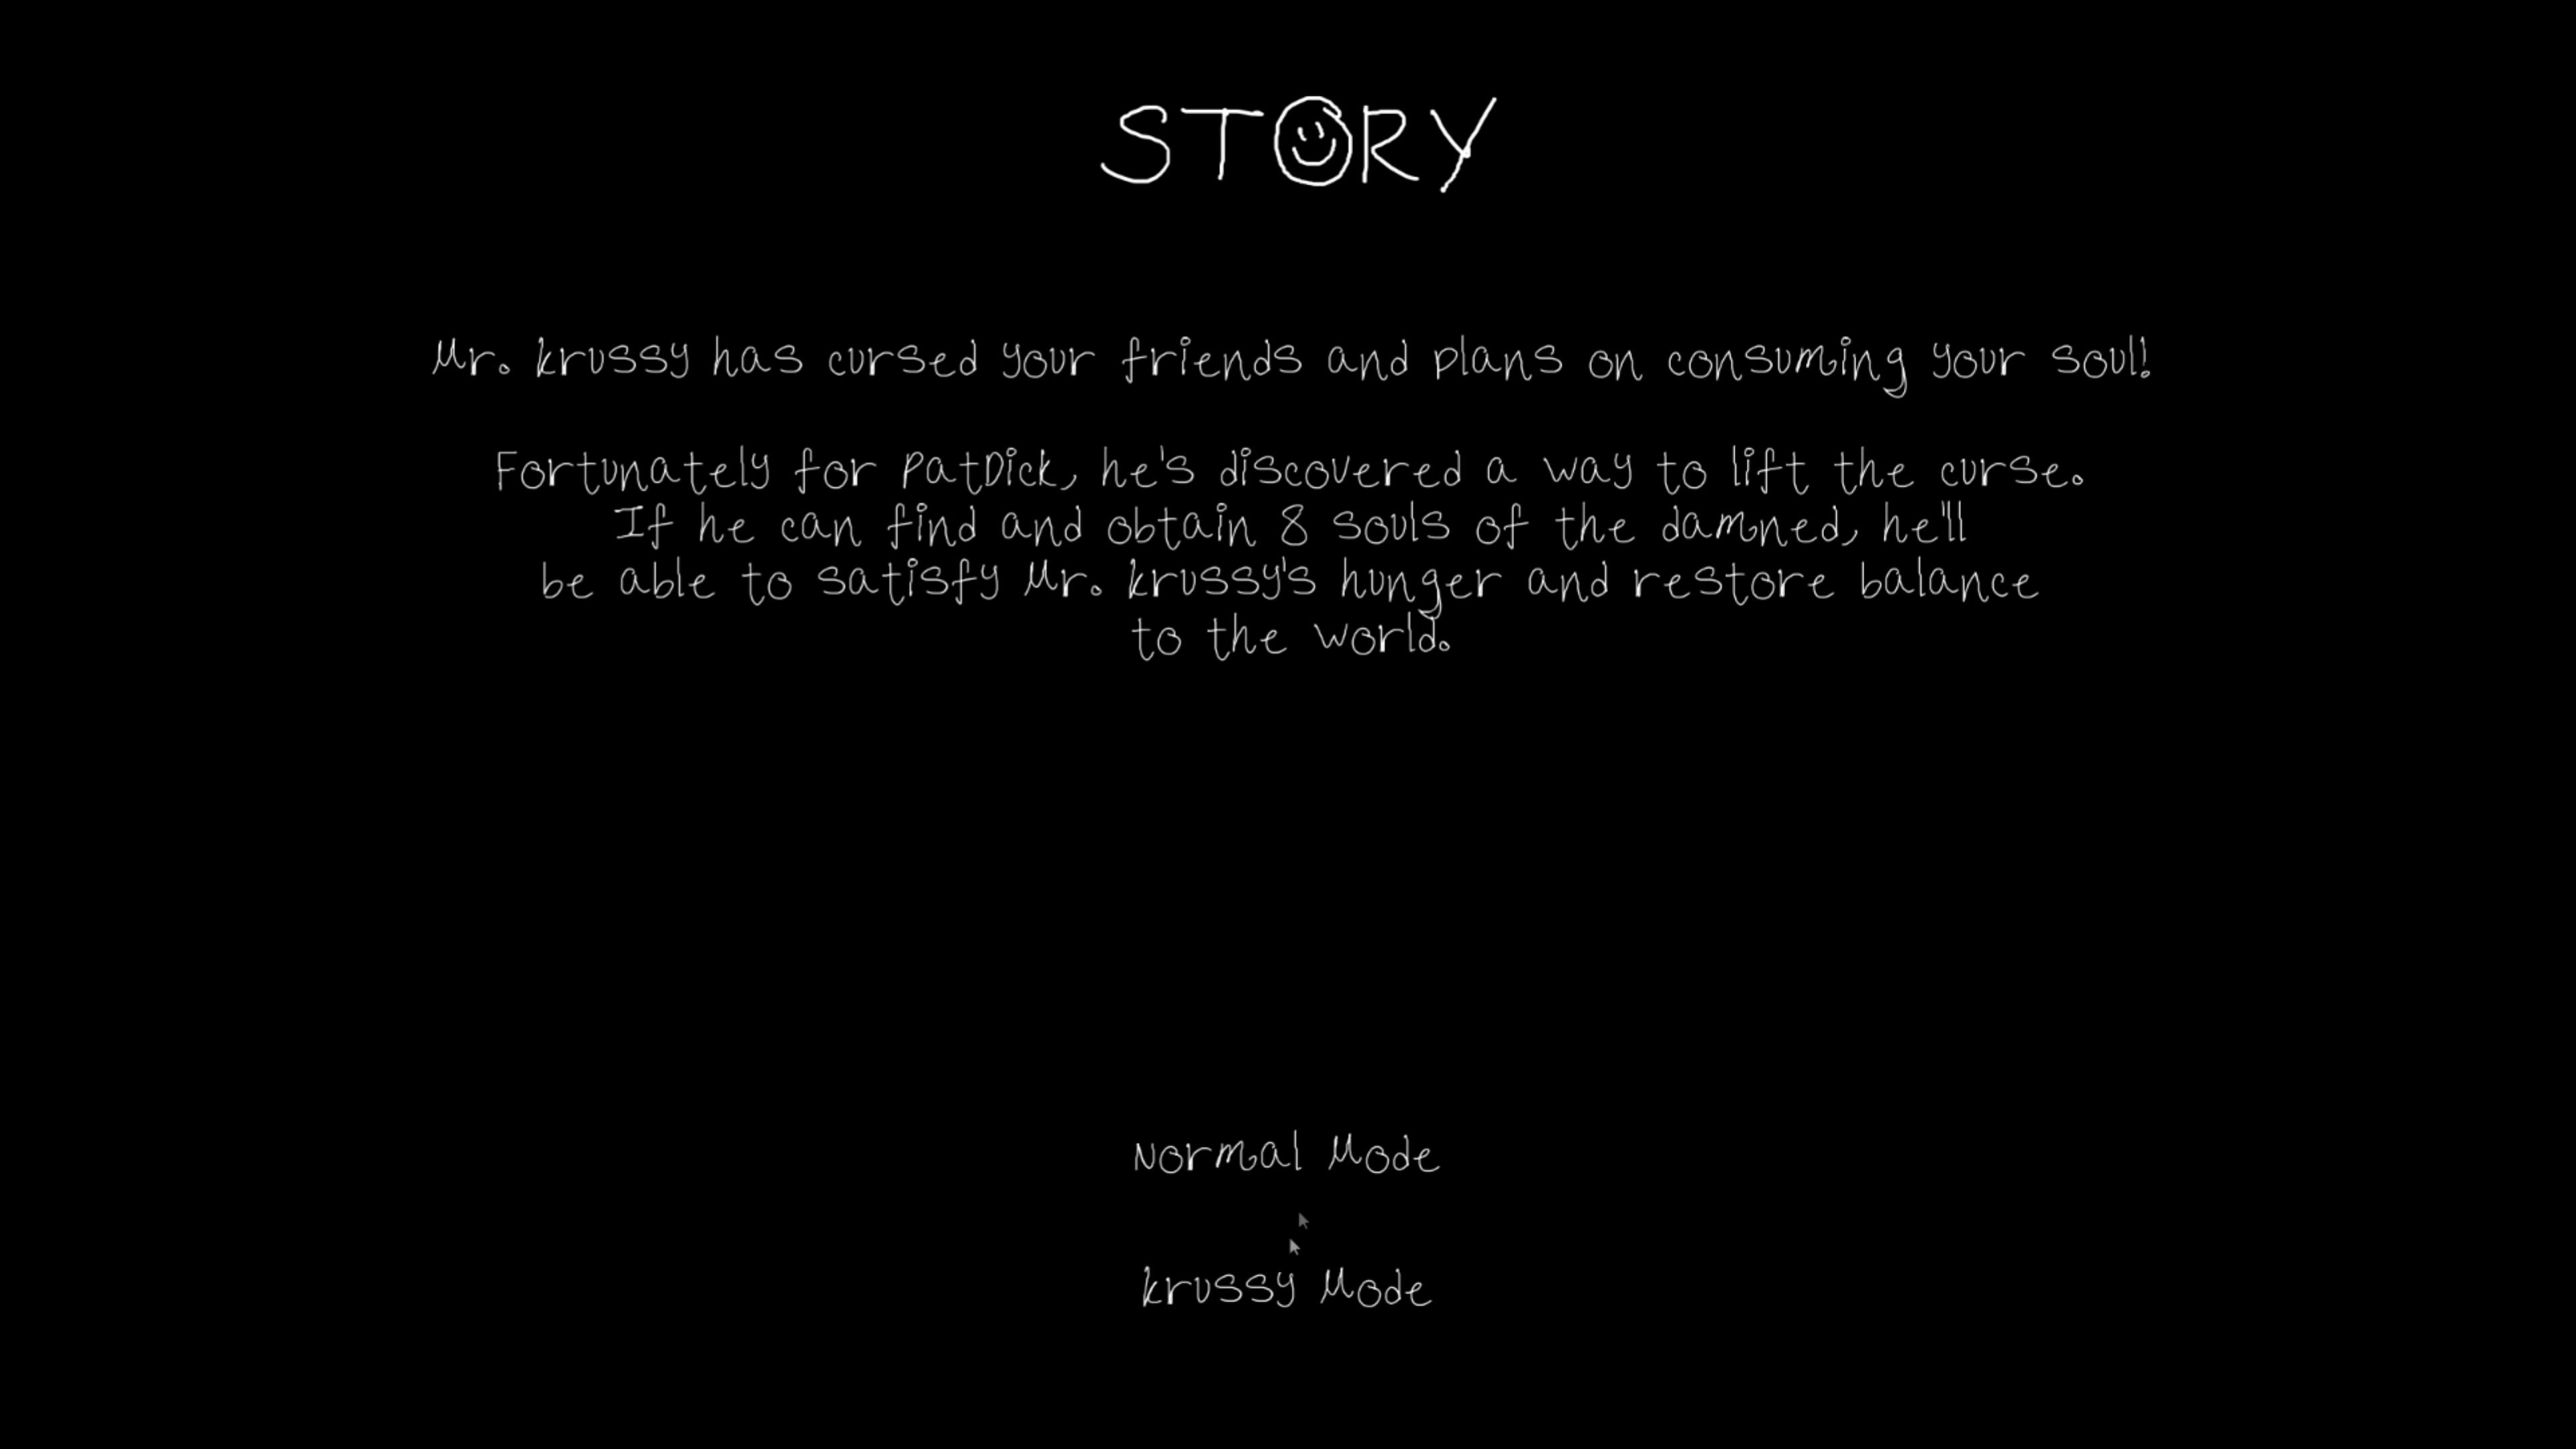 STORY
Mr. krussy has cursed your friends and plans on consuming your soul!
Fortunately for PatDick, he's discovered a way to lift the curse.
If he can find and obtain 8 souls of the damned, he'll
be able to satisfy Mr. krussy's hunger and restore balance
to the world.
Normal Mode
krussy Mode